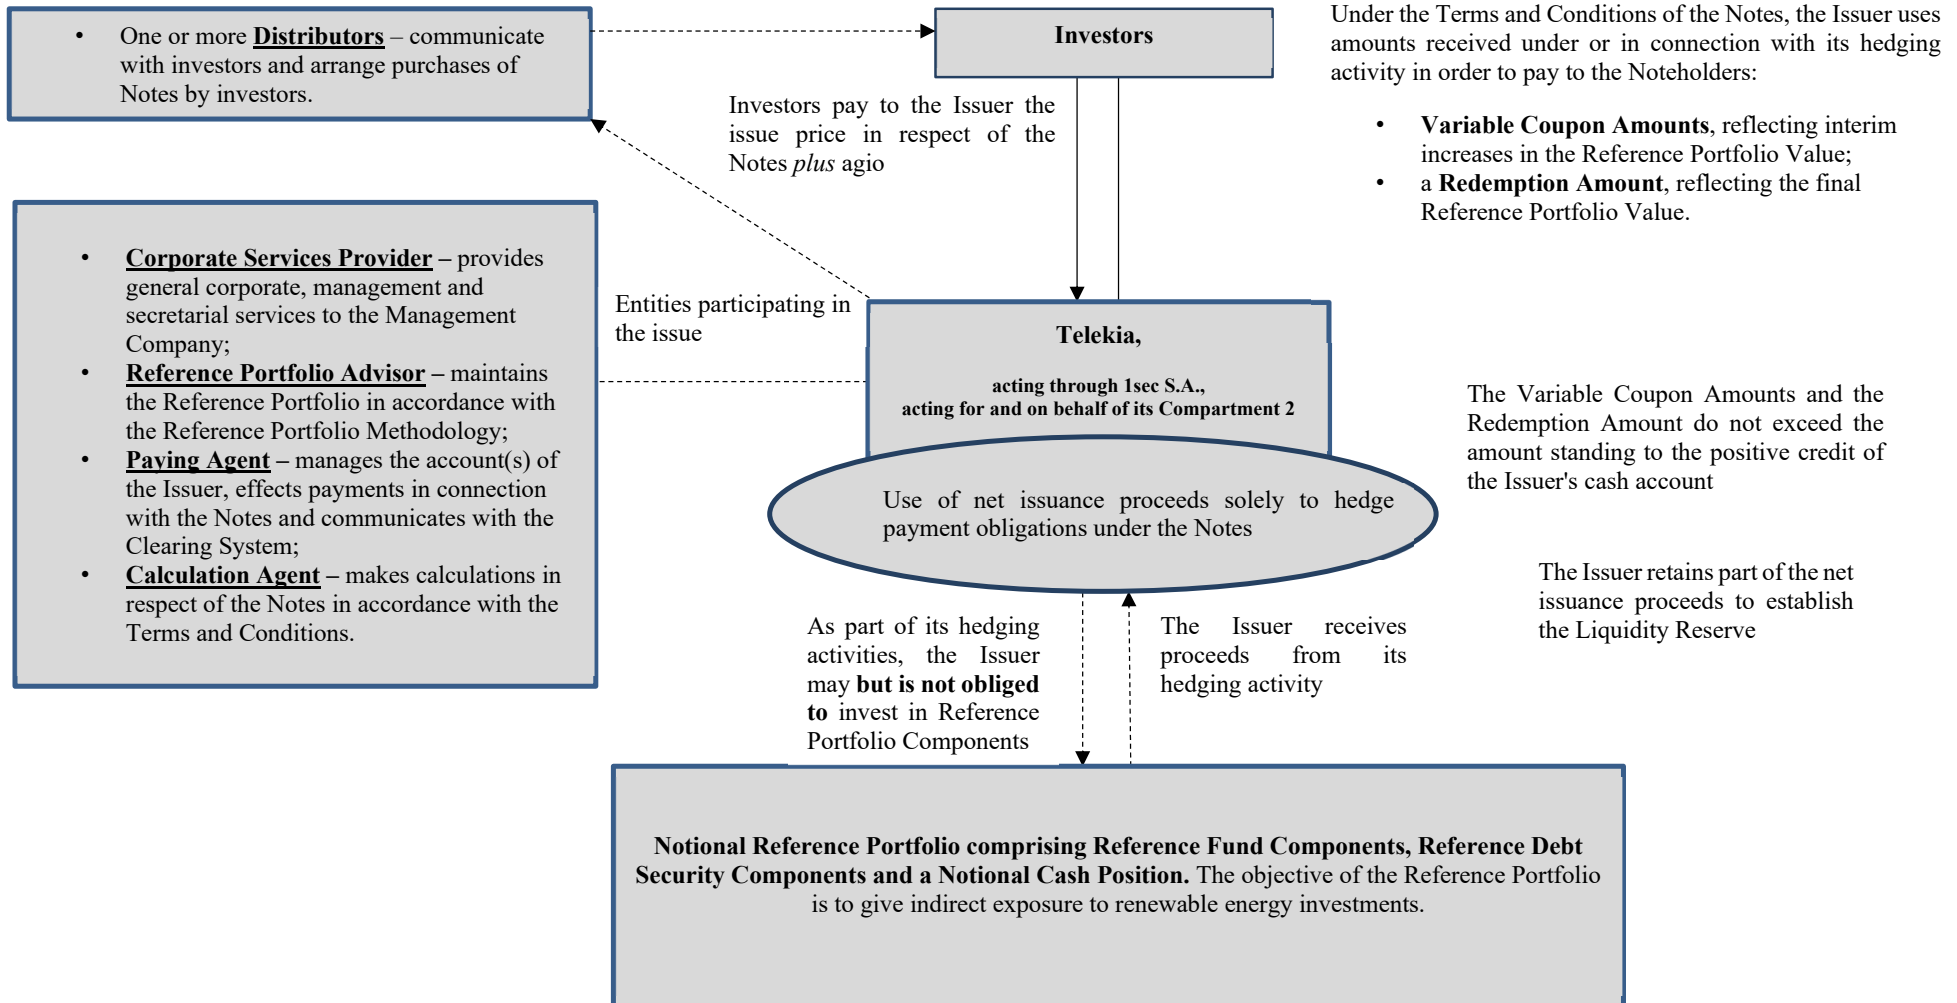 • One or more Distributors – communicate
with investors and arrange purchases of
Notes by investors.
Investors
Under the Terms and Conditions of the Notes, the Issuer uses
amounts received under or in connection with its hedging
activity in order to pay to the Noteholders:
• Variable Coupon Amounts, reflecting interim
increases in the Reference Portfolio Value;
• a Redemption Amount, reflecting the final
Reference Portfolio Value.
Investors pay to the Issuer the
issue price in respect of the
Notes plus agio
• Corporate Services Provider – provides
general corporate, management and
secretarial services to the Management
Company;
• Reference Portfolio Advisor – maintains
the Reference Portfolio in accordance with
the Reference Portfolio Methodology;
• Paying Agent – manages the account(s) of
the Issuer, effects payments in connection
with the Notes and communicates with the
Clearing System;
• Calculation Agent – makes calculations in
respect of the Notes in accordance with the
Terms and Conditions.
Entities participating in
the issue
Telekia,
acting through 1sec S.A.,
acting for and on behalf of its Compartment 2
Use of net issuance proceeds solely to hedge
payment obligations under the Notes
The Variable Coupon Amounts and the
Redemption Amount do not exceed the
amount standing to the positive credit of
the Issuer's cash account
The Issuer retains part of the net
issuance proceeds to establish
the Liquidity Reserve
As part of its hedging
activities, the Issuer
may but is not obliged
to invest in Reference
Portfolio Components
The Issuer receives
proceeds from its
hedging activity
Notional Reference Portfolio comprising Reference Fund Components, Reference Debt
Security Components and a Notional Cash Position. The objective of the Reference Portfolio
is to give indirect exposure to renewable energy investments.